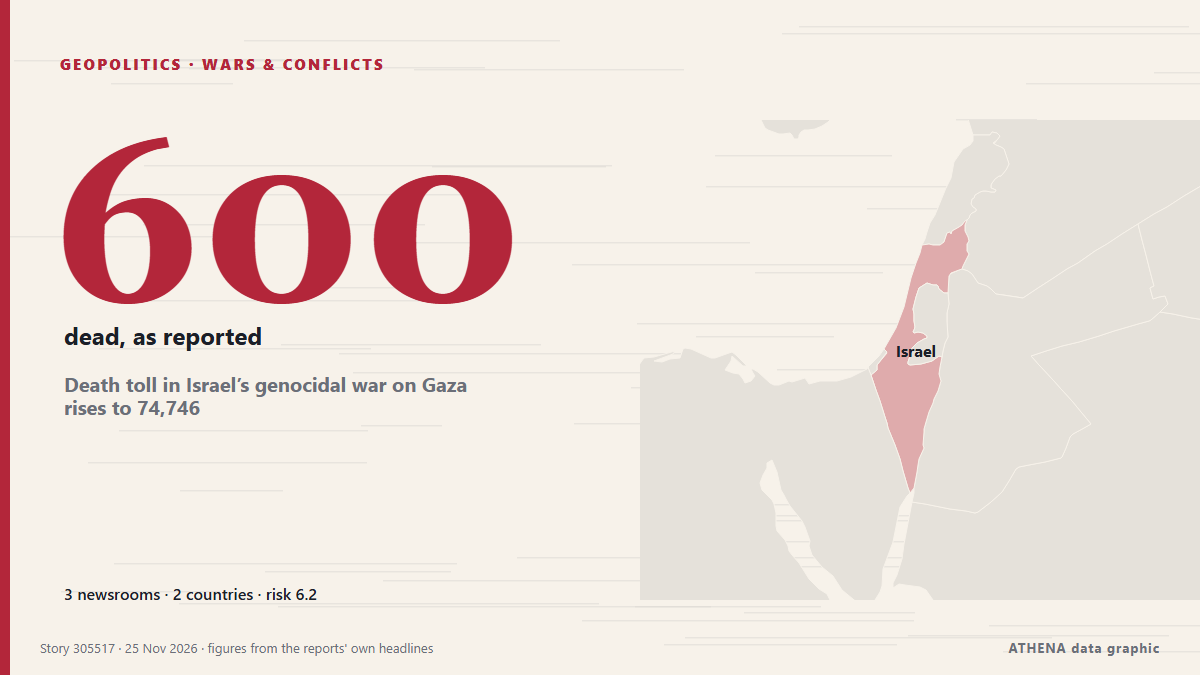 GEOPOLITICS · WARS & CONFLICTS
600
dead, as reported
Death toll in Israel’s genocidal war on Gaza
rises to 74,746
Israel
3 newsrooms · 2 countries · risk 6.2
Story 305517 · 25 Nov 2026 · figures from the reports' own headlines
ATHENA data graphic